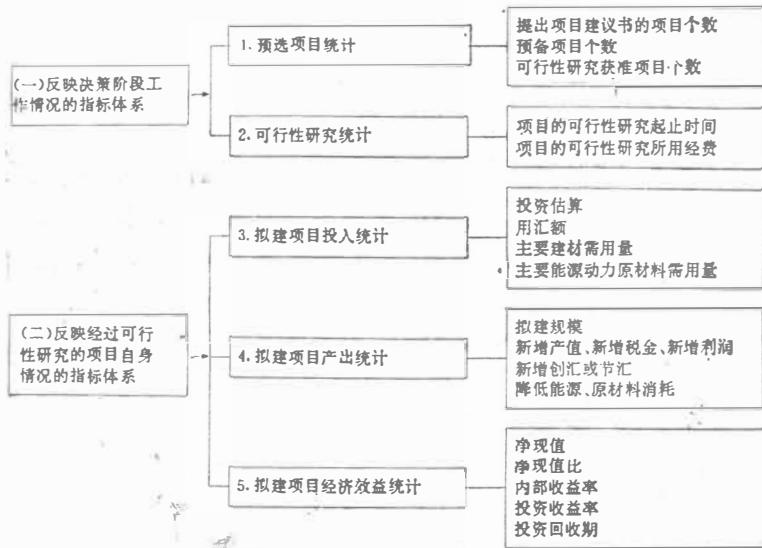 (一)反映决策阶段工
作情况的指标体系
1.预选项目统计
提出项目建议书的项目个数
预备项目个数
可行性研究获准项目个数
2.可行性研究统计
项目的可行性研究起止时间
项目的可行性研究所用经费
(二)反映经过可行
性研究的项目自身
情况的指标体系
3.拟建项目投入统计
投资估算
用汇额
主要建材需用量
主要能源动力原材料需用量
4.拟建项目产出统计
拟建规模
新增产值、新增税金、新增利润
新增创汇或节汇
降低能源、原材料消耗
5.拟建项目经济效益统计
净现值
净现值比
内部收益率
投资收益率
投资回收期